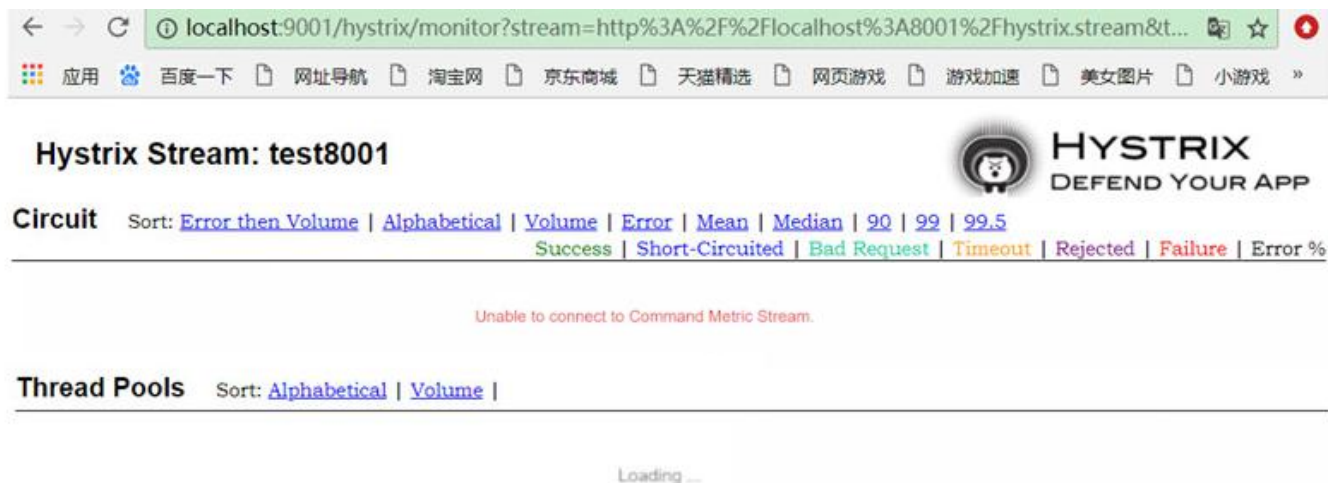 localhost:9001/hystrix/monitor?stream=http%3A%2F%2Flocalhost%3A8001%2Fhystrix.stream&t...
应用 百度一下 网址导航 淘宝网 京东商城 天猫精选 网页游戏 游戏加速 美女图片 小游戏 »
Hystrix Stream: test8001
HYSTRIX
DEFEND YOUR APP
Circuit Sort: Error then Volume | Alphabetical | Volume | Error | Mean | Median | 90 | 99 | 99.5
Success | Short-Circuited | Bad Request | Timeout | Rejected | Failure | Error %
Unable to connect to Command Metric Stream.
Thread Pools Sort: Alphabetical | Volume |
Loading ...